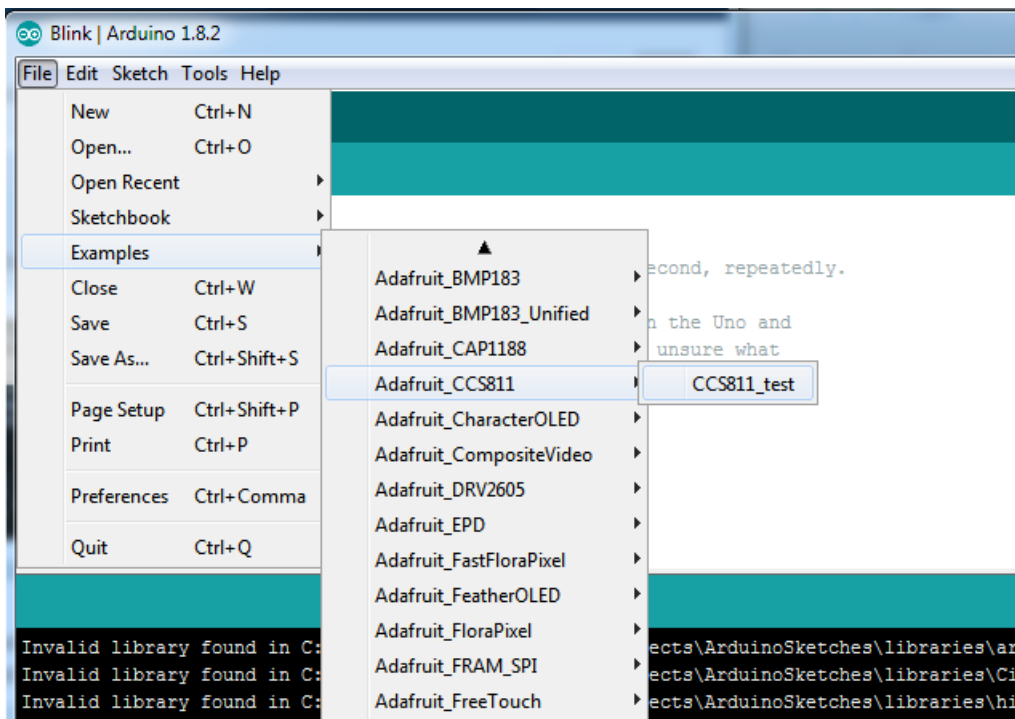 Blink | Arduino 1.8.2
File Edit Sketch Tools Help
New Ctrl+N
Open... Ctrl+O
Open Recent
Sketchbook
Examples
Close Ctrl+W
Save Ctrl+S
Save As... Ctrl+Shift+S
Page Setup Ctrl+Shift+P
Print Ctrl+P
Preferences Ctrl+Comma
Quit Ctrl+Q
Adafruit_BMP183
Adafruit_BMP183_Unified
Adafruit_CAP1188
Adafruit_CCS811
Adafruit_CharacterOLED
Adafruit_CompositeVideo
Adafruit_DRV2605
Adafruit_EPD
Adafruit_FastFloraPixel
Adafruit_FeatherOLED
Adafruit_FloraPixel
Adafruit_FRAM_SPI
Adafruit_FreeTouch
CCS811_test
econd, repeatedly.
n the Uno and
unsure what
Invalid library found in C: ects\ArduinoSketches\libraries\ar
Invalid library found in C: ects\ArduinoSketches\libraries\Ci
Invalid library found in C: ects\ArduinoSketches\libraries\hi